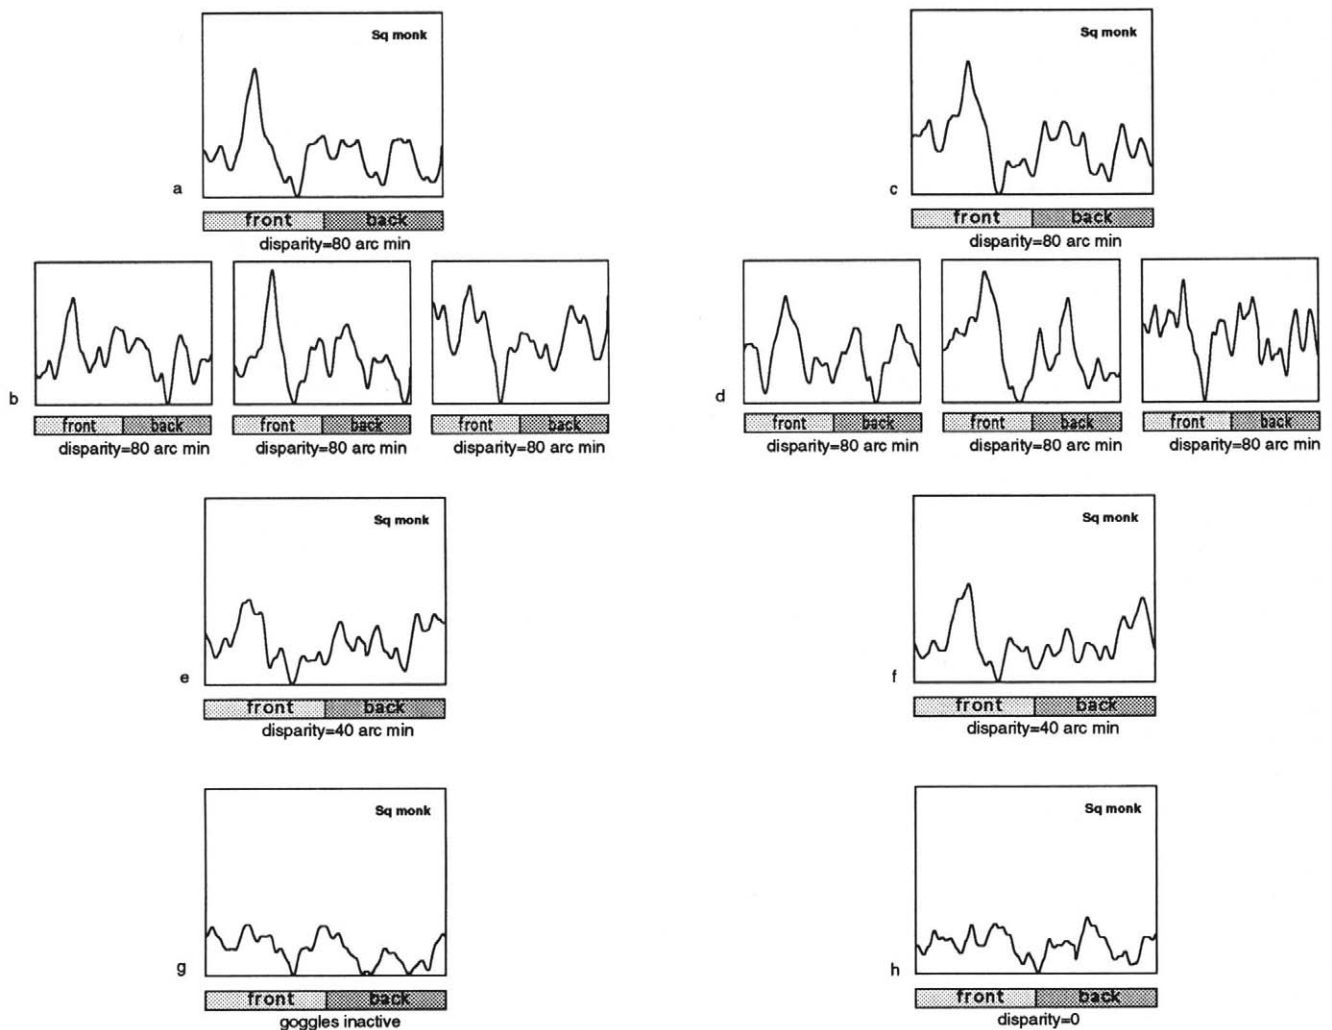 Sq monk
a
front back
disparity=80 arc min
Sq monk
c
front back
disparity=80 arc min
b
front back
disparity=80 arc min
front back
disparity=80 arc min
front back
disparity=80 arc min
d
front back
disparity=80 arc min
front back
disparity=80 arc min
front back
disparity=80 arc min
Sq monk
e
front back
disparity=40 arc min
Sq monk
f
front back
disparity=40 arc min
Sq monk
g
front back
goggles inactive
Sq monk
h
front back
disparity=0